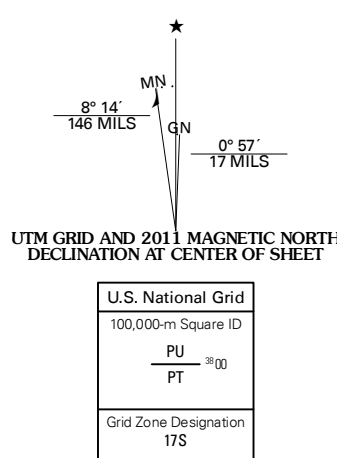 ★
MN
8° 14´
146 MILS
GN
0° 57´
17 MILS
UTM GRID AND 2011 MAGNETIC NORTH
DECLINATION AT CENTER OF SHEET
U.S. National Grid
100,000-m Square ID
PU
3800
PT
Grid Zone Designation
17S